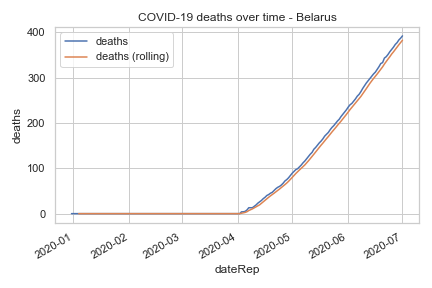 COVID-19 deaths over time - Belarus
deaths
deaths (rolling)
400
300
200
100
0
deaths
2020-01
2020-02
2020-03
2020-04
2020-05
2020-06
2020-07
dateRep